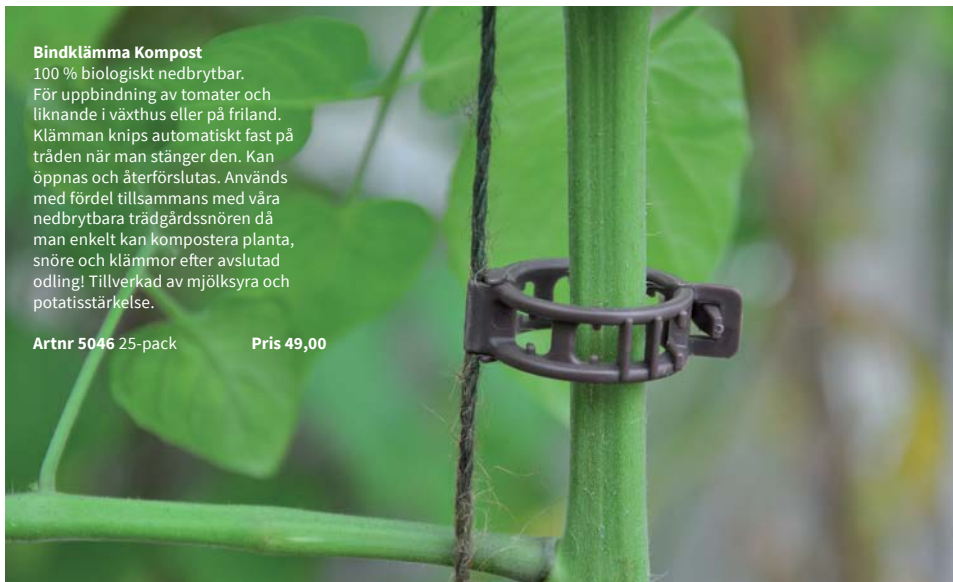 Bindklämma Kompost
100 % biologiskt nedbrytbar.
För uppbindning av tomater och
liknande i växthus eller på friland.
Klämman knips automatiskt fast på
tråden när man stänger den. Kan
öppnas och återförslutas. Används
med fördel tillsammans med våra
nedbrytbara trädgårdssnören då
man enkelt kan kompostera planta,
snöre och klämmor efter avslutad
odling! Tillverkad av mjölksyra och
potatisstärkelse.
Artnr 5046 25-pack Pris 49,00